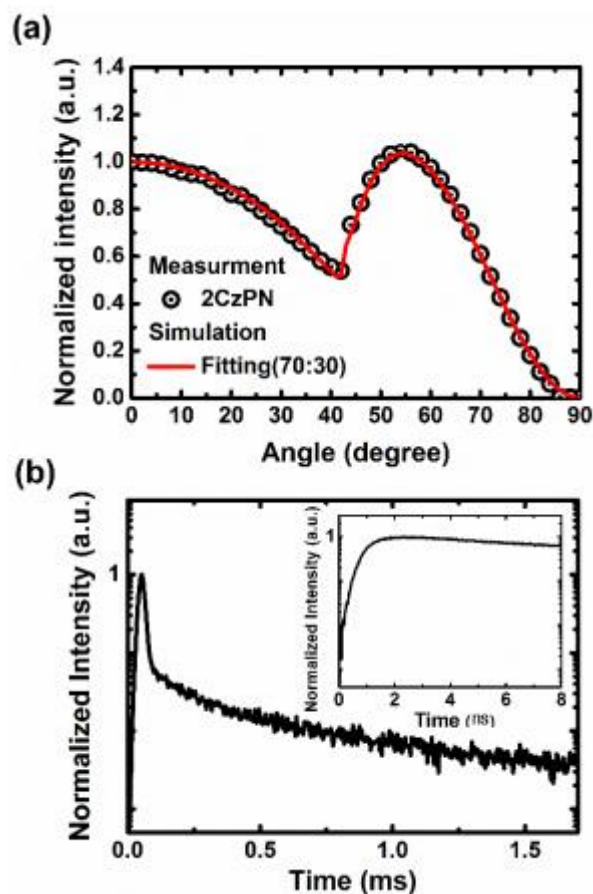 (a)
Normalized intensity (a.u.)
1.4
1.2
1.0
0.8
0.6
0.4
0.2
0.0
Measurment
2CzPN
Simulation
Fitting(70:30)
0 10 20 30 40 50 60 70 80 90
Angle (degree)
(b)
Normalized Intensity (a.u.)
1
Normalized Intensity (a.u.)
1
0 2 4 6 8
Time (ns)
0.0 0.5 1.0 1.5
Time (ms)